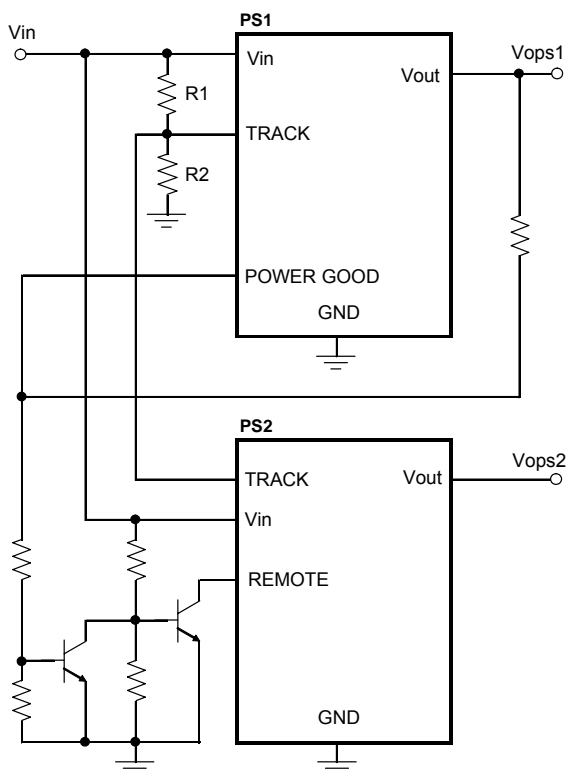 PS1
Vin
Vops1
Vin
Vout
R1
TRACK
R2
POWER GOOD
GND
PS2
Vops2
TRACK
Vout
Vin
REMOTE
GND